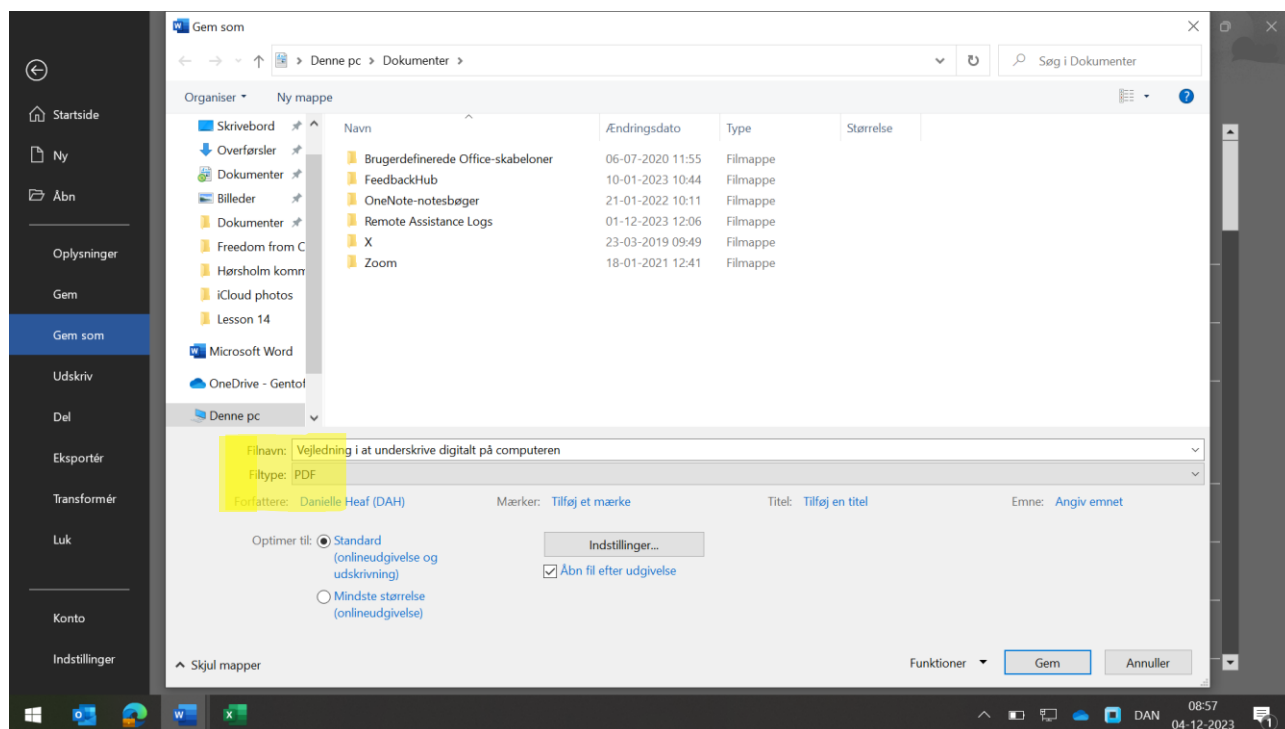 Gem som
Denne pc > Dokumenter >
Søg i Dokumenter
Organiser
Ny mappe
Startside
Ny
Åbn
Oplysninger
Gem
Gem som
Udskriv
Del
Eksportér
Transformér
Luk
Konto
Indstillinger
Skrivebord
Overførsler
Dokumenter
Billeder
Dokumenter
Freedom from C
Hørsholm komm
iCloud photos
Lesson 14
Microsoft Word
OneDrive - Gentof
Denne pc
Navn Ændringsdato Type Størrelse
Brugerdefinerede Office-skabeloner 06-07-2020 11:55 Filmappe
FeedbackHub 10-01-2023 10:44 Filmappe
OneNote-notesbøger 21-01-2022 10:11 Filmappe
Remote Assistance Logs 01-12-2023 12:06 Filmappe
X 23-03-2019 09:49 Filmappe
Zoom 18-01-2021 12:41 Filmappe
Filnavn: Vejledning i at underskrive digitalt på computeren
Filtype: PDF
Forfattere: Danielle Heaf (DAH) Mærker: Tilføj et mærke Titel: Tilføj en titel Emne: Angiv emnet
Optimer til: Standard
(onlineudgivelse og
udskrivning)
Mindste størrelse
(onlineudgivelse)
Indstillinger...
Åbn fil efter udgivelse
Skjul mapper
Funktioner
Gem
Annuller
DAN
08:57
04-12-2023
1